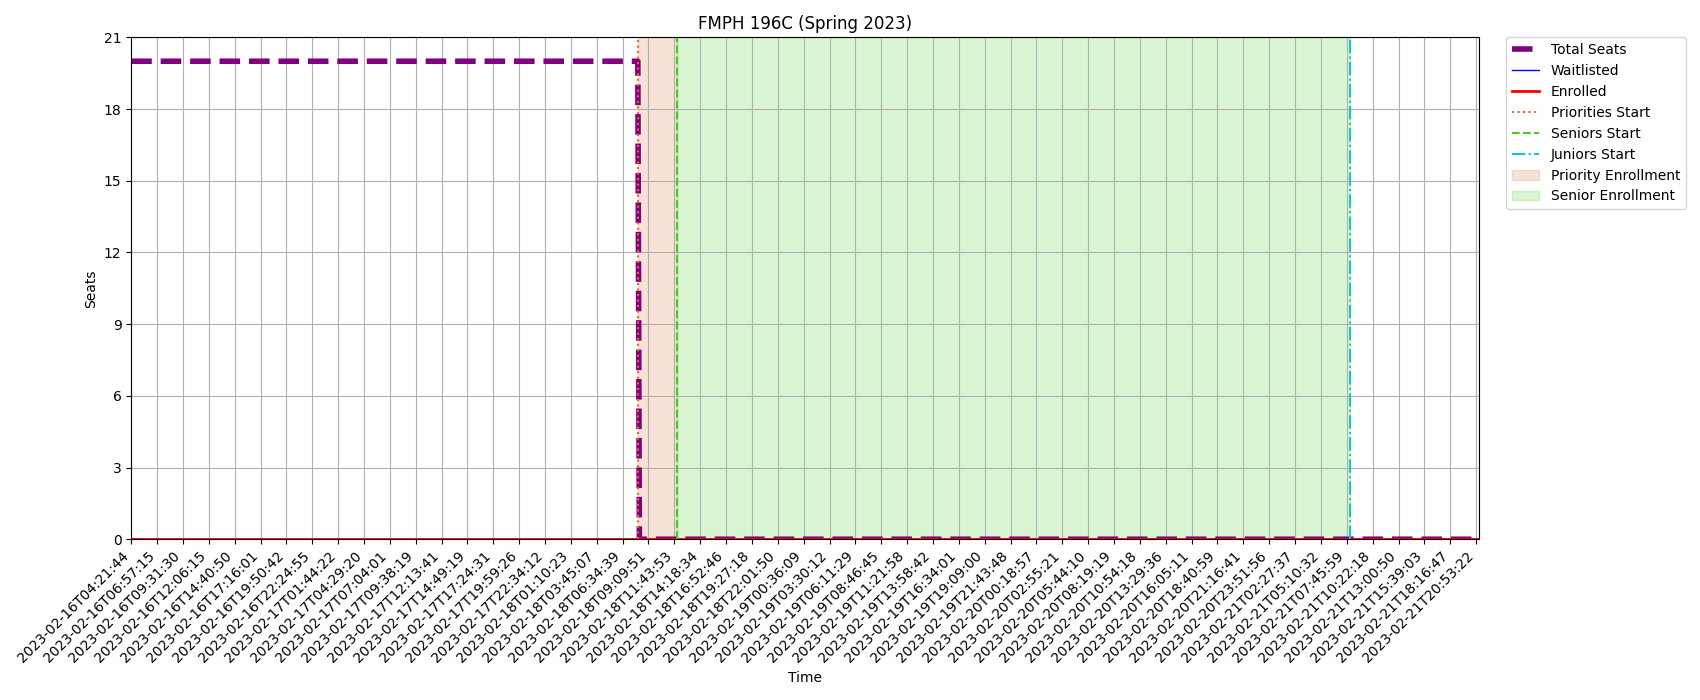 FMPH 196C (Spring 2023)
21
18
15
12
9
6
3
0
Seats
2023-02-16T04:21:44
2023-02-16T06:57:15
2023-02-16T09:31:30
2023-02-16T12:06:15
2023-02-16T14:40:50
2023-02-16T17:16:01
2023-02-16T19:50:42
2023-02-16T22:24:55
2023-02-17T01:44:22
2023-02-17T04:29:20
2023-02-17T07:04:01
2023-02-17T09:38:19
2023-02-17T12:13:41
2023-02-17T14:49:19
2023-02-17T17:24:31
2023-02-17T19:59:26
2023-02-17T22:34:12
2023-02-18T01:10:23
2023-02-18T03:45:07
2023-02-18T06:34:39
2023-02-18T09:09:51
2023-02-18T11:43:53
2023-02-18T14:18:34
2023-02-18T16:52:46
2023-02-18T19:27:18
2023-02-18T22:01:50
2023-02-19T00:36:09
2023-02-19T03:30:12
2023-02-19T06:11:29
2023-02-19T08:46:45
2023-02-19T11:21:58
2023-02-19T13:58:42
2023-02-19T16:34:01
2023-02-19T19:09:00
2023-02-19T21:43:48
2023-02-20T00:18:57
2023-02-20T02:55:21
2023-02-20T05:44:10
2023-02-20T08:19:19
2023-02-20T10:54:18
2023-02-20T13:29:36
2023-02-20T16:05:11
2023-02-20T18:40:59
2023-02-20T21:16:41
2023-02-20T23:51:56
2023-02-21T02:27:37
2023-02-21T05:10:32
2023-02-21T07:45:59
2023-02-21T10:22:18
2023-02-21T13:00:50
2023-02-21T15:39:03
2023-02-21T18:16:47
2023-02-21T20:53:22
Time
Total Seats
Waitlisted
Enrolled
Priorities Start
Seniors Start
Juniors Start
Priority Enrollment
Senior Enrollment